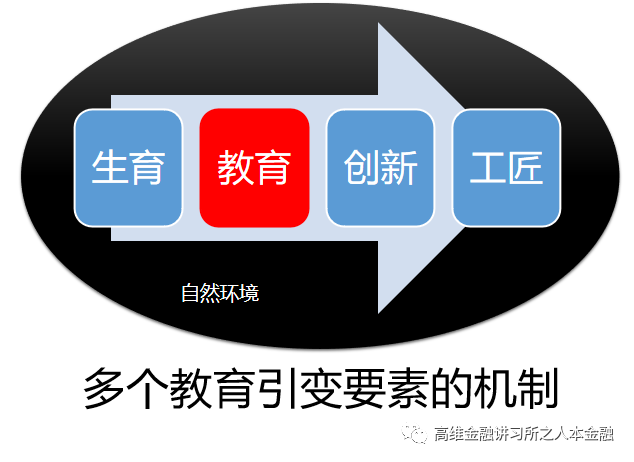 生育 教育 创新 工匠
自然环境
多个教育引变要素的机制
高维金融讲习所之人本金融